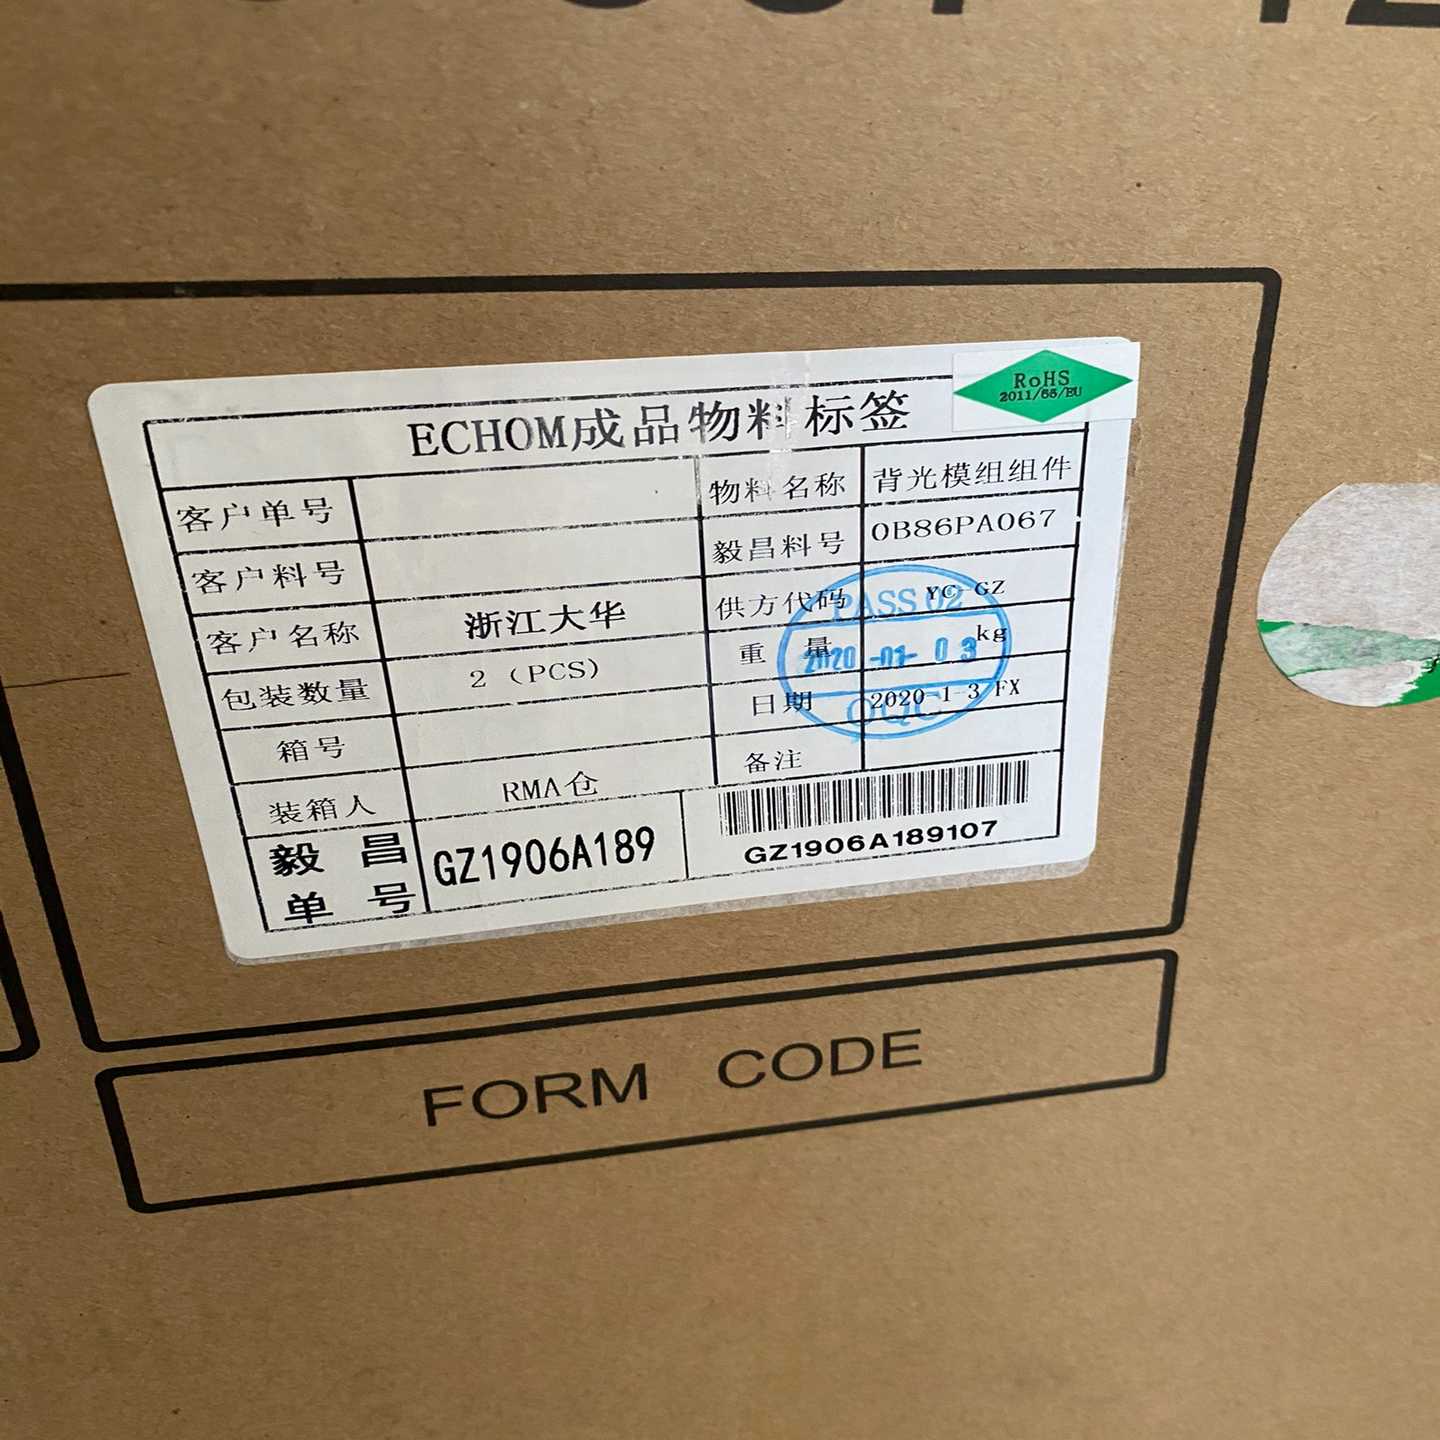 RoHS
2011/65/EU
ECHOM成品物料标签
客户单号 物料名称 背光模组组件
客户料号 毅昌料号 0B86PA067
客户名称 浙江大华 供方代码 YC-GZ
包装数量 2 (PCS) 重 量 kg
箱号 日期 2020-1-3 FX
装箱人 RMA仓 备注
毅昌单号 GZ1906A189
GZ1906A189107
PASS 02
2020-01-03
OQC
FORM CODE